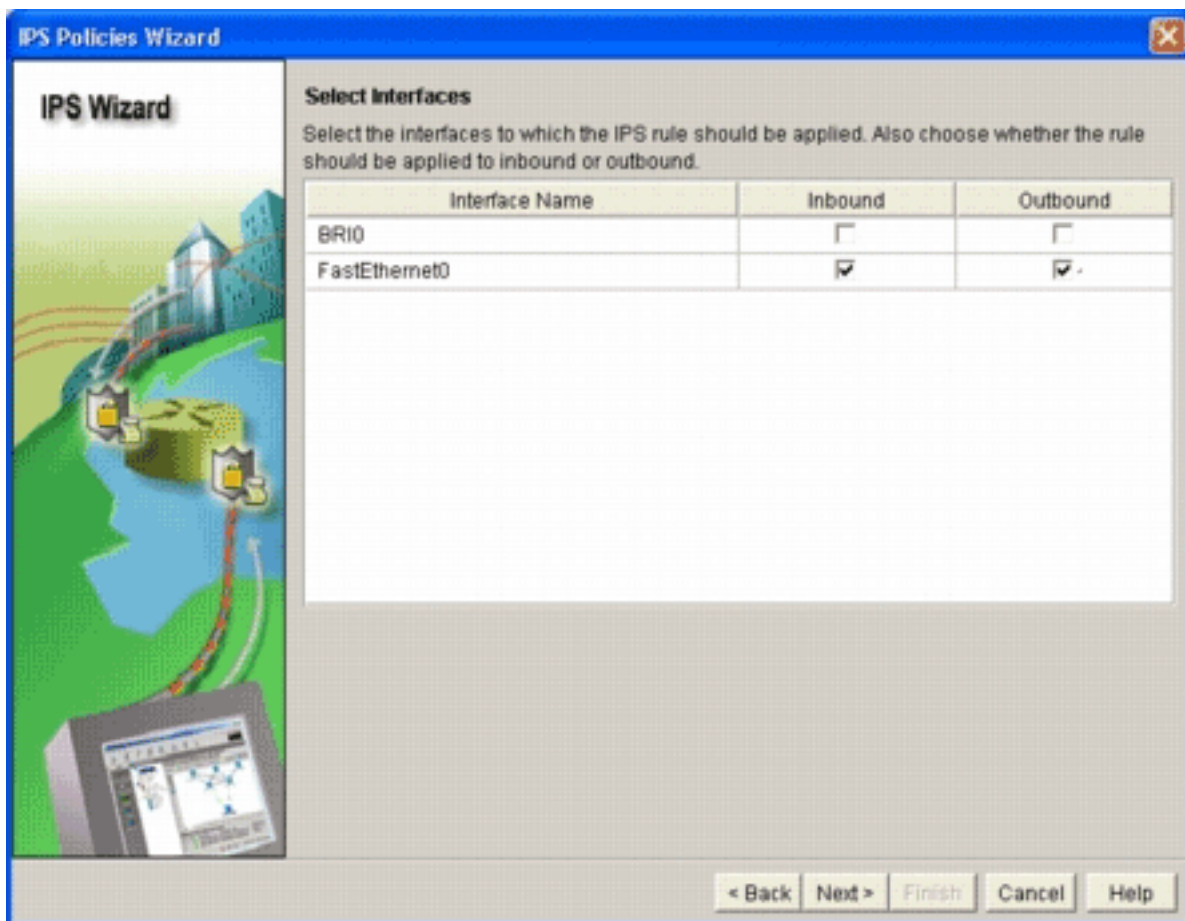 IPS Policies Wizard
IPS Wizard
Select Interfaces
Select the interfaces to which the IPS rule should be applied. Also choose whether the rule
should be applied to inbound or outbound.
Interface Name Inbound Outbound
BRI0
FastEthernet0
< Back Next > Finish Cancel Help